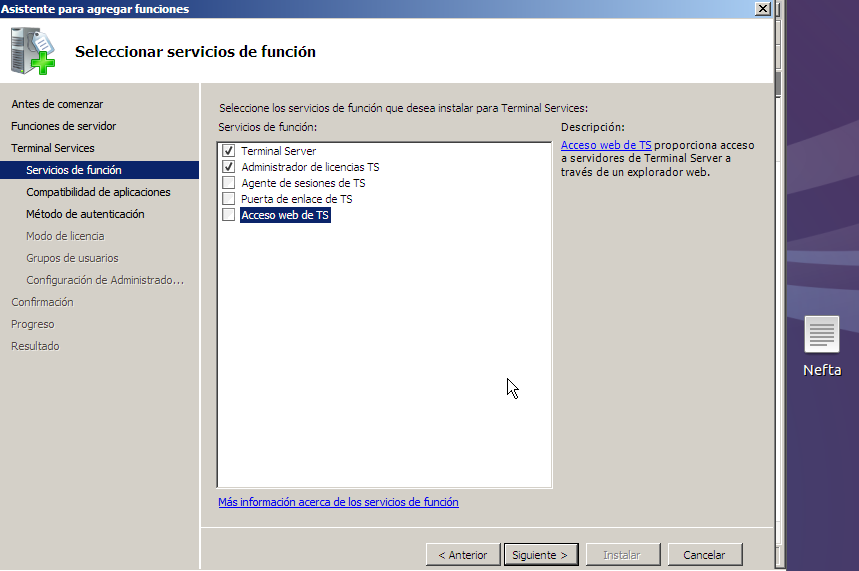 Asistente para agregar funciones
Seleccionar servicios de función
Antes de comenzar
Funciones de servidor
Terminal Services
Servicios de función
Compatibilidad de aplicaciones
Método de autenticación
Modo de licencia
Grupos de usuarios
Configuración de Administrado...
Confirmación
Progreso
Resultado
Seleccione los servicios de función que desea instalar para Terminal Services:
Servicios de función:
Terminal Server
Administrador de licencias TS
Agente de sesiones de TS
Puerta de enlace de TS
Acceso web de TS
Más información acerca de los servicios de función
Descripción:
Acceso web de TS proporciona acceso
a servidores de Terminal Server a
través de un explorador web.
< Anterior
Siguiente >
Instalar
Cancelar
Nefta